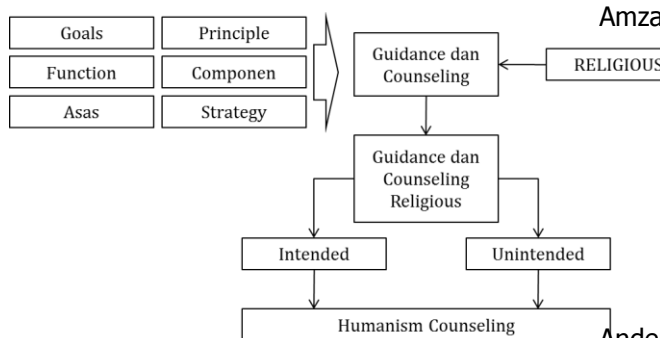 Amza
Goals
Principle
Function
Componen
Asas
Strategy
Guidance dan
Counseling
RELIGIOUS
Guidance dan
Counseling
Religious
Intended
Unintended
Humanism Counseling
Ande